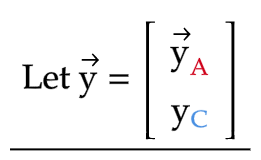 Let y⃗ = [ y⃗_A
y_C ]